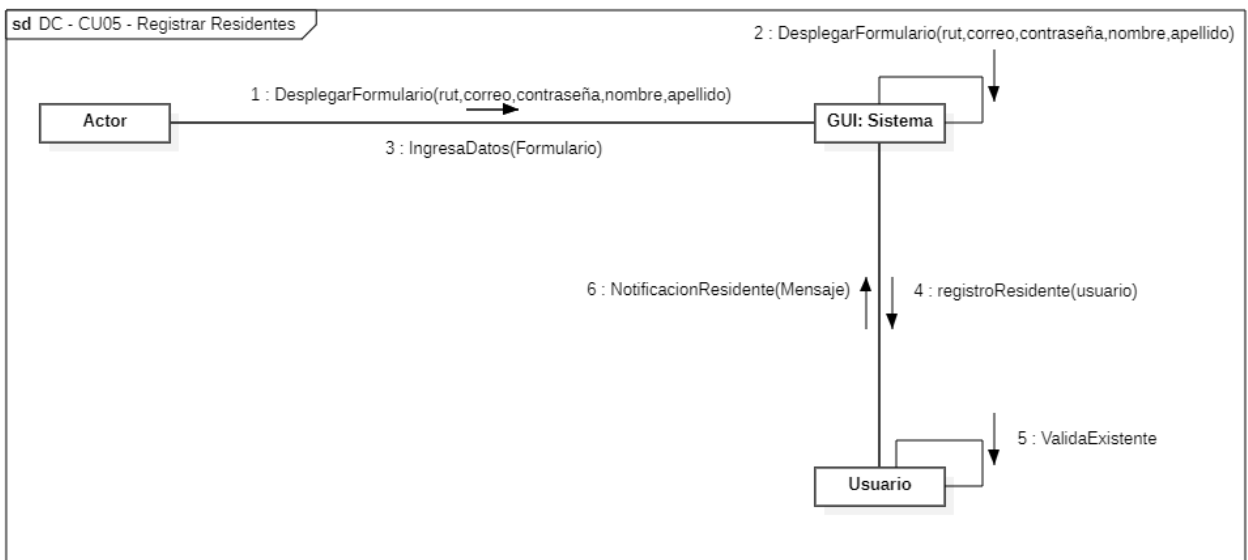 sd DC - CU05 - Registrar Residentes
2 : DesplegarFormulario(rut,correo,contraseña,nombre,apellido)
1 : DesplegarFormulario(rut,correo,contraseña,nombre,apellido)
Actor
GUI: Sistema
3 : IngresaDatos(Formulario)
6 : NotificacionResidente(Mensaje)
4 : registroResidente(usuario)
5 : ValidaExistente
Usuario